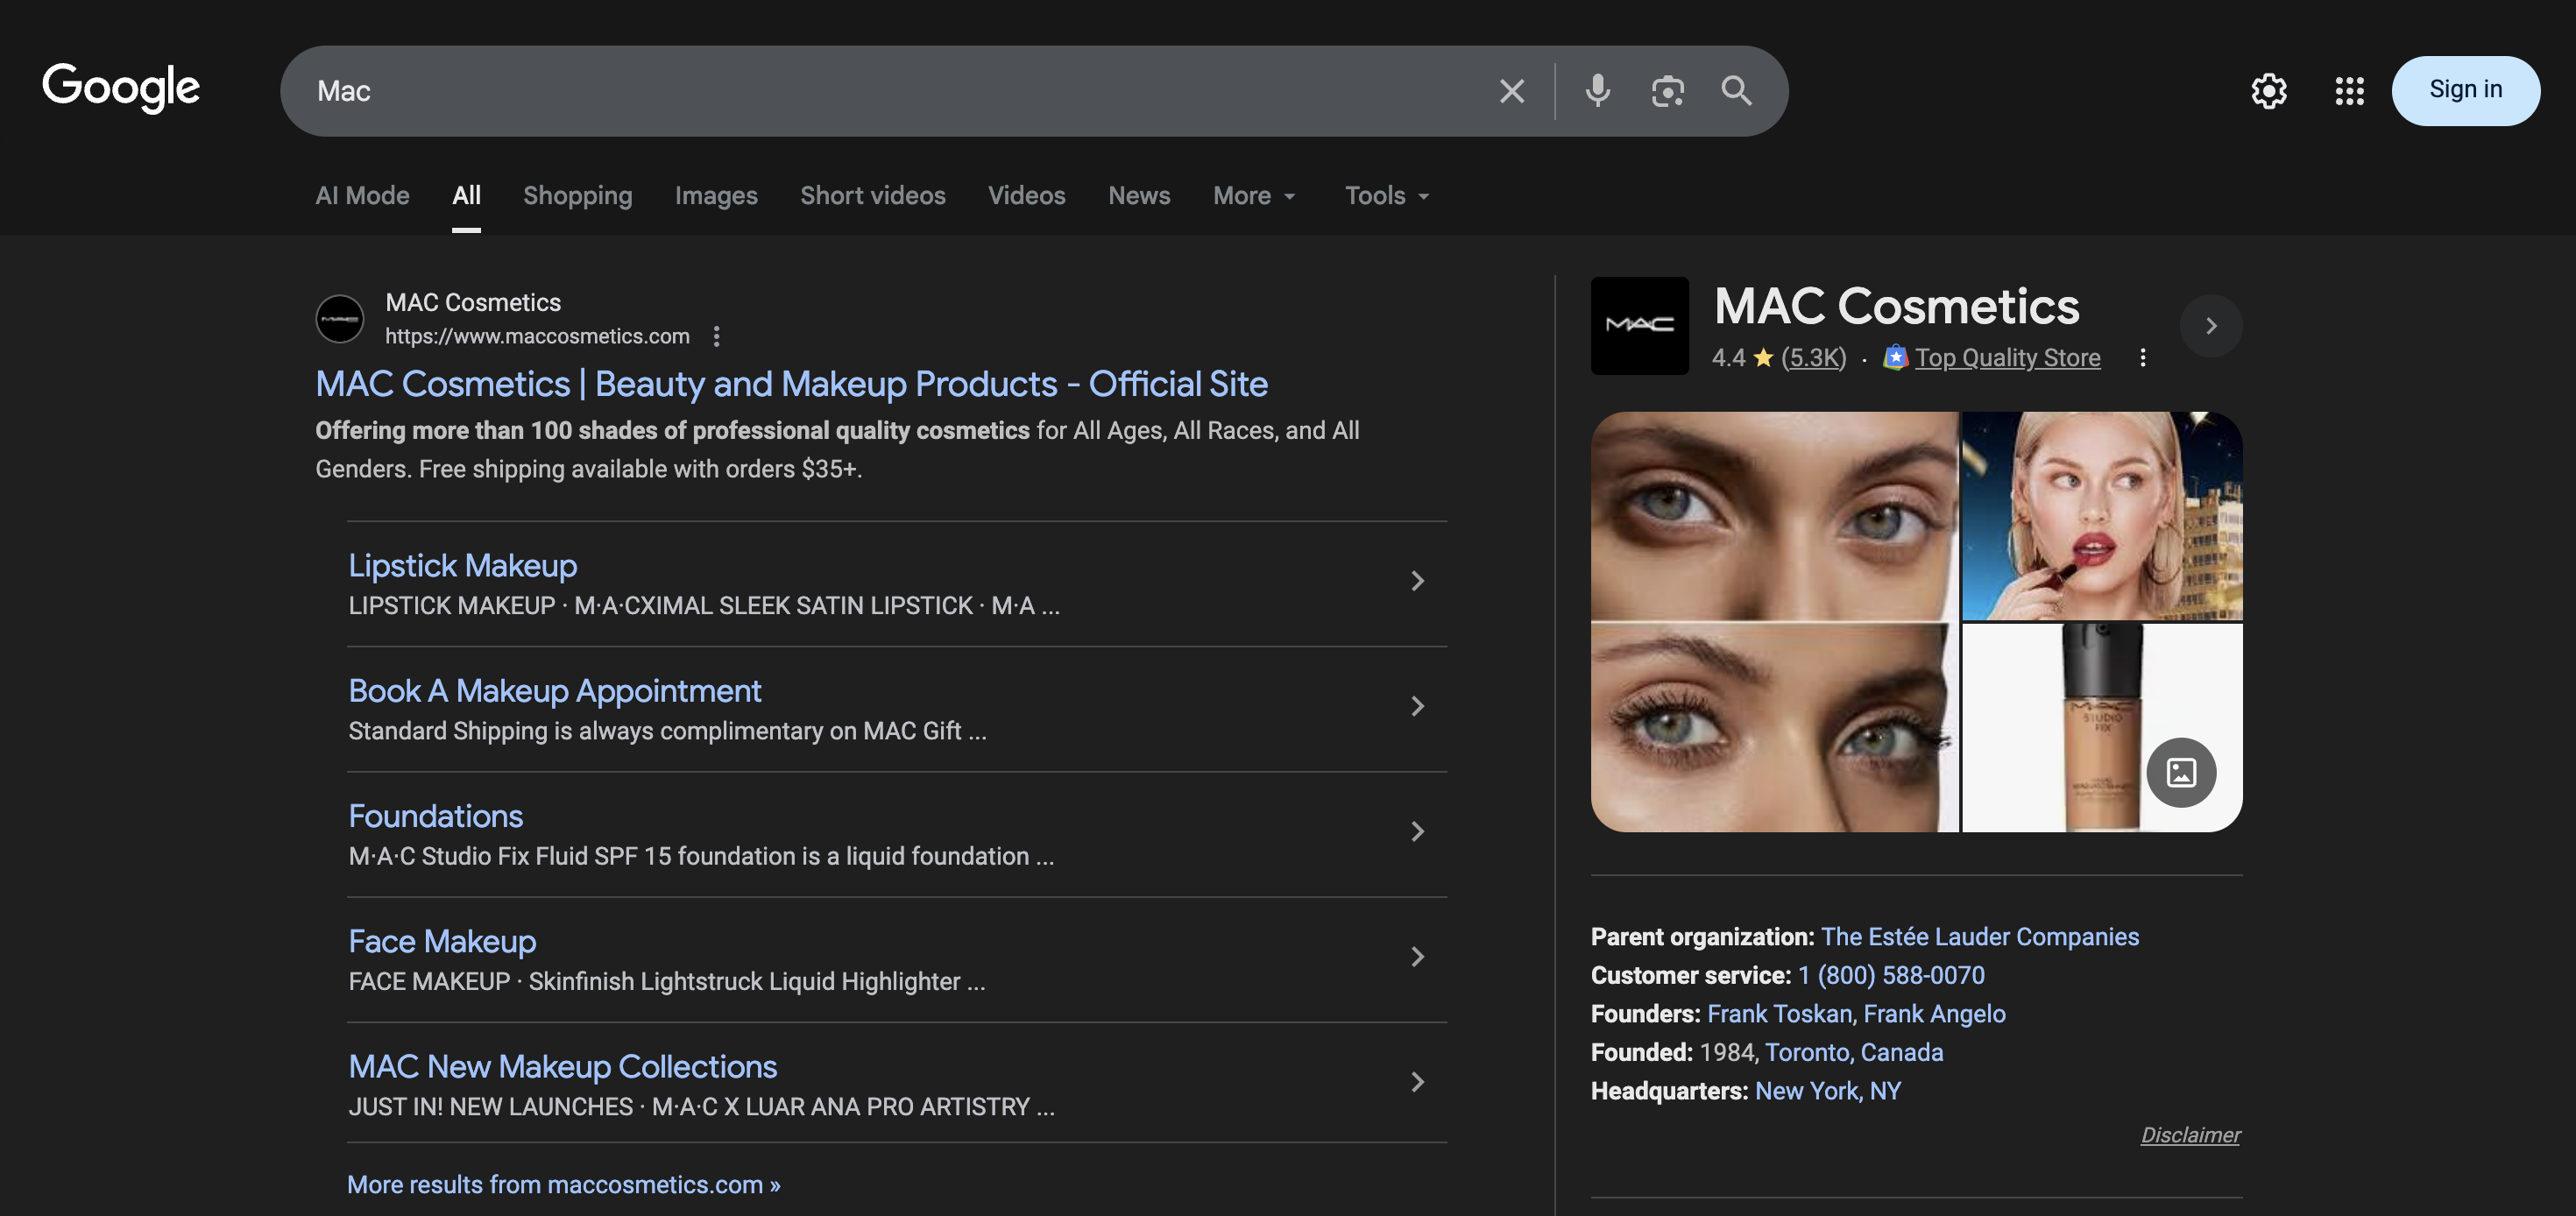 Google
Mac
Sign in
AI Mode
All
Shopping
Images
Short videos
Videos
News
More
Tools
MAC
MAC Cosmetics
https://www.maccosmetics.com
MAC Cosmetics | Beauty and Makeup Products - Official Site
Offering more than 100 shades of professional quality cosmetics for All Ages, All Races, and All
Genders. Free shipping available with orders $35+.
Lipstick Makeup
LIPSTICK MAKEUP · M·A·CXIMAL SLEEK SATIN LIPSTICK · M·A ...
Book A Makeup Appointment
Standard Shipping is always complimentary on MAC Gift ...
Foundations
M·A·C Studio Fix Fluid SPF 15 foundation is a liquid foundation ...
Face Makeup
FACE MAKEUP · Skinfinish Lightstruck Liquid Highlighter ...
MAC New Makeup Collections
JUST IN! NEW LAUNCHES · M·A·C X LUAR ANA PRO ARTISTRY ...
More results from maccosmetics.com »
MAC
MAC Cosmetics
4.4 (5.3K) · Top Quality Store
MAC
STUDIO
FIX
Parent organization: The Estée Lauder Companies
Customer service: 1 (800) 588-0070
Founders: Frank Toskan, Frank Angelo
Founded: 1984, Toronto, Canada
Headquarters: New York, NY
Disclaimer